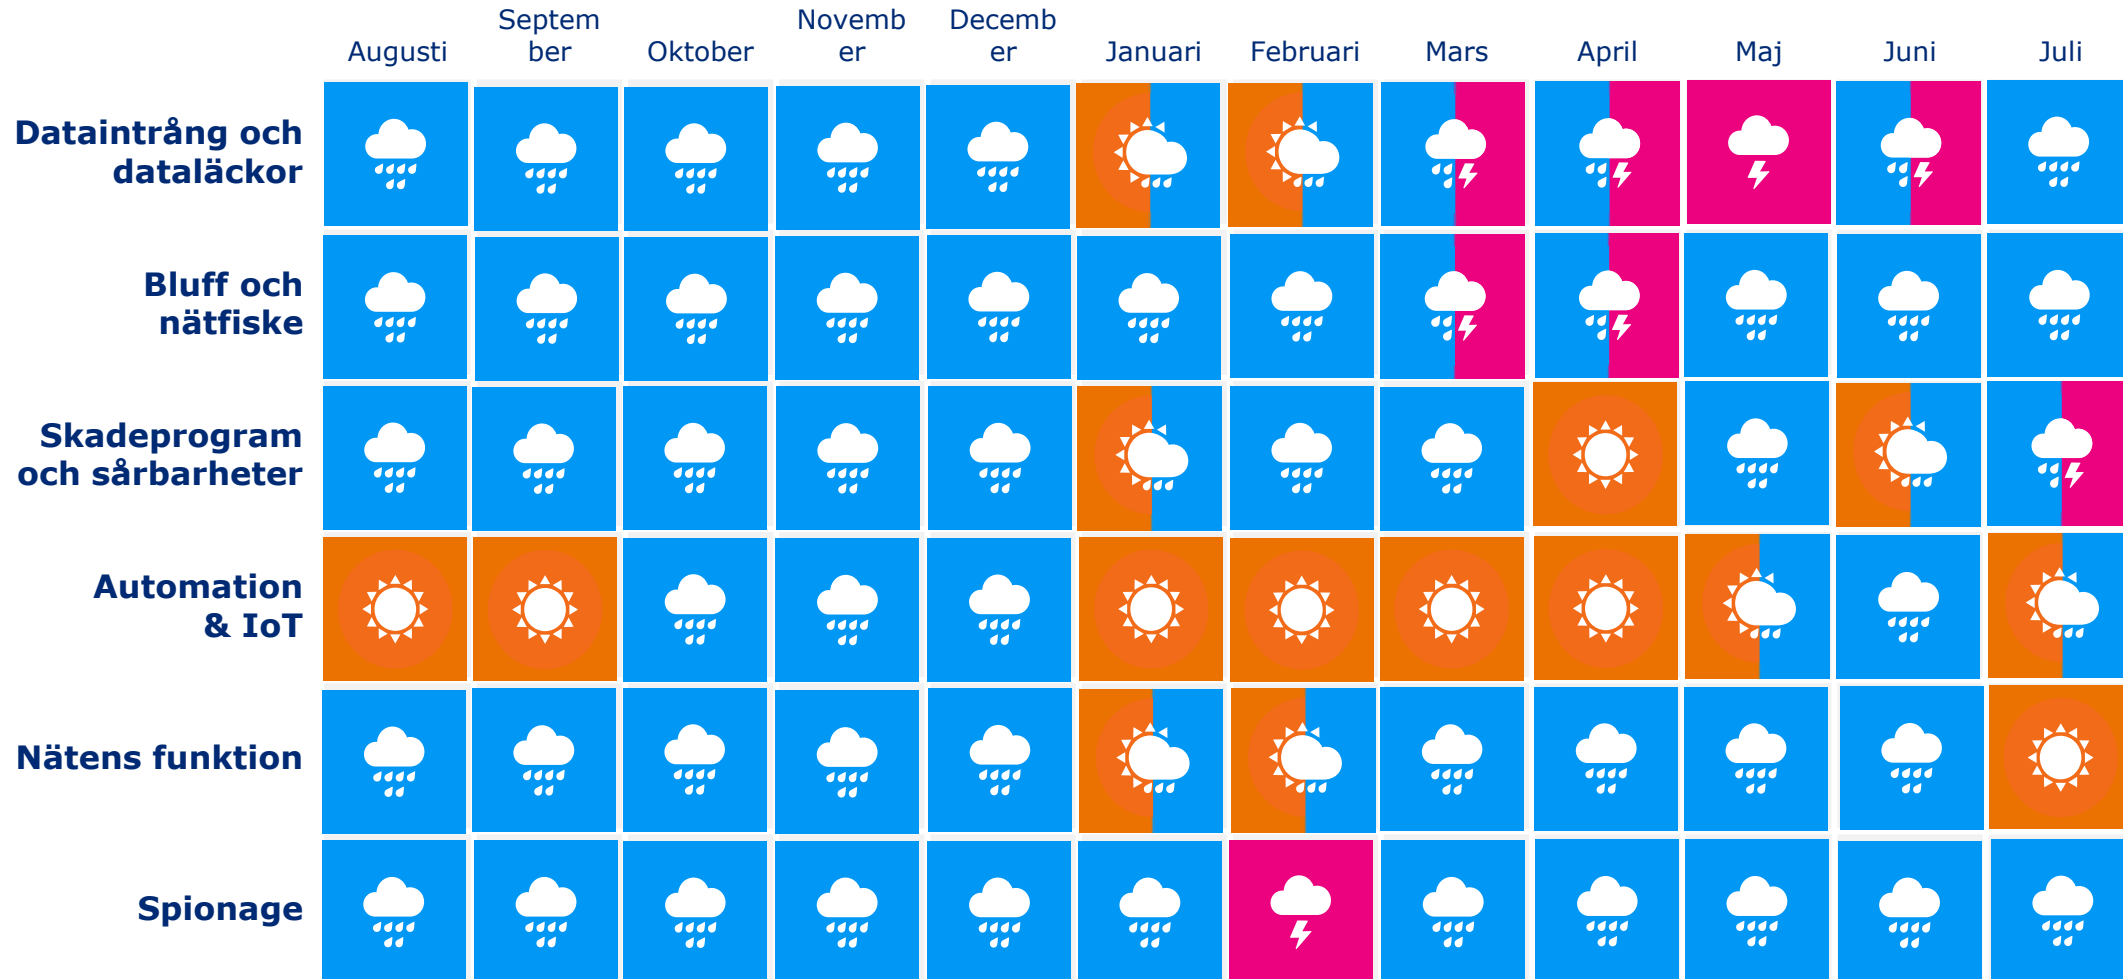 Augusti
Septem
ber
Oktober
Novemb
er
Decemb
er
Januari
Februari
Mars
April
Maj
Juni
Juli
Dataintrång och
dataläckor
Bluff och
nätfiske
Skadeprogram
och sårbarheter
Automation
& IoT
Nätens funktion
Spionage